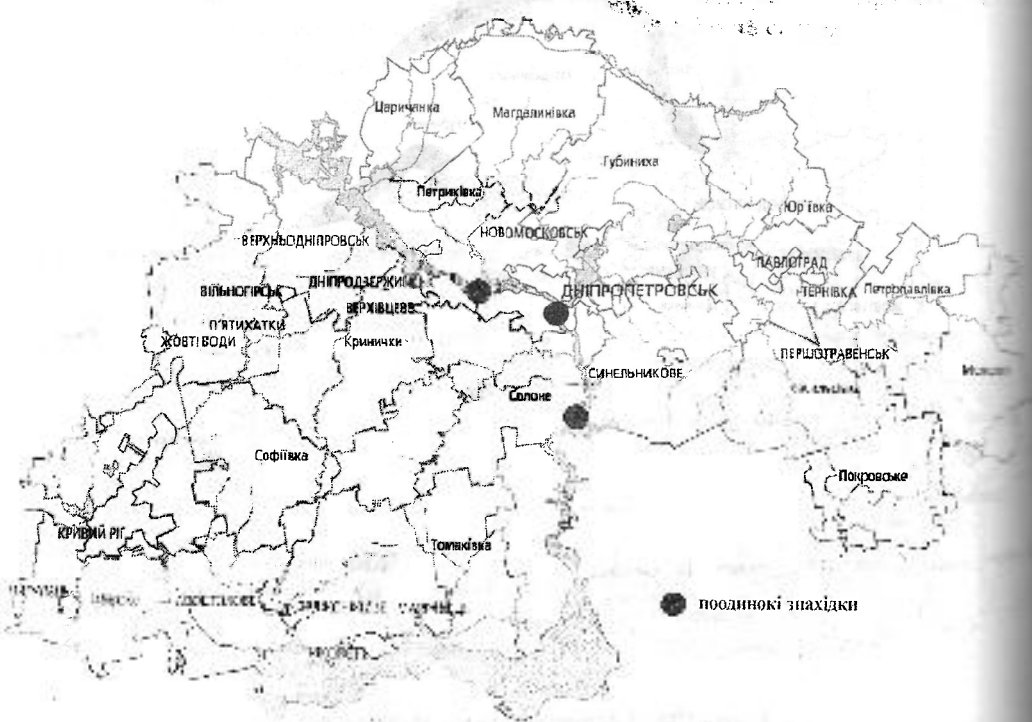 Царичанка
Магдалинівка
Губиниха
Петриківка
Юр'ївка
НОВОМОСКОВСЬК
ВЕРХНЬОДНІПРОВСЬК
ПАВЛОГРАД
ДНІПРОДЗЕРЖИ
ВІЛЬНОГІРСЬК
ДНІПРОПЕТРОВСЬК
ТЕРНІВКА
Петропавлівка
ВЕРХІВЦЕВЕ
П'ЯТИХАТКИ
ЖОВТІ ВОДИ
Кринички
ПЕРШОТРАВЕНСЬК
СИНЕЛЬНИКОВЕ
Солоне
Софіївка
Покровське
КРИВИЙ РІГ
Томаківка
поодинокі знахідки